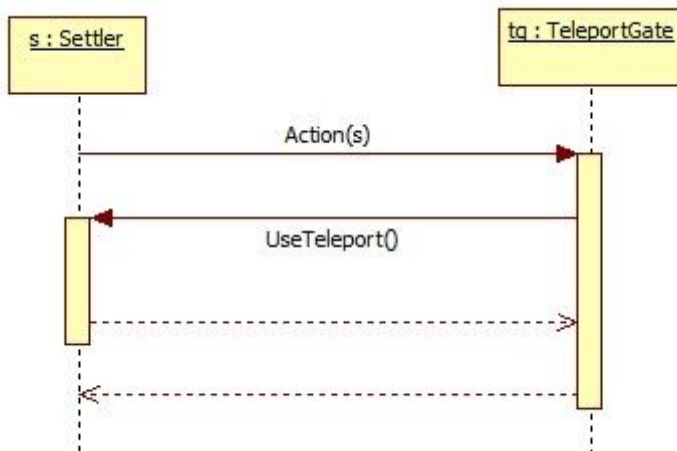 s : Settler
tg : TeleportGate
Action(s)
UseTeleport()